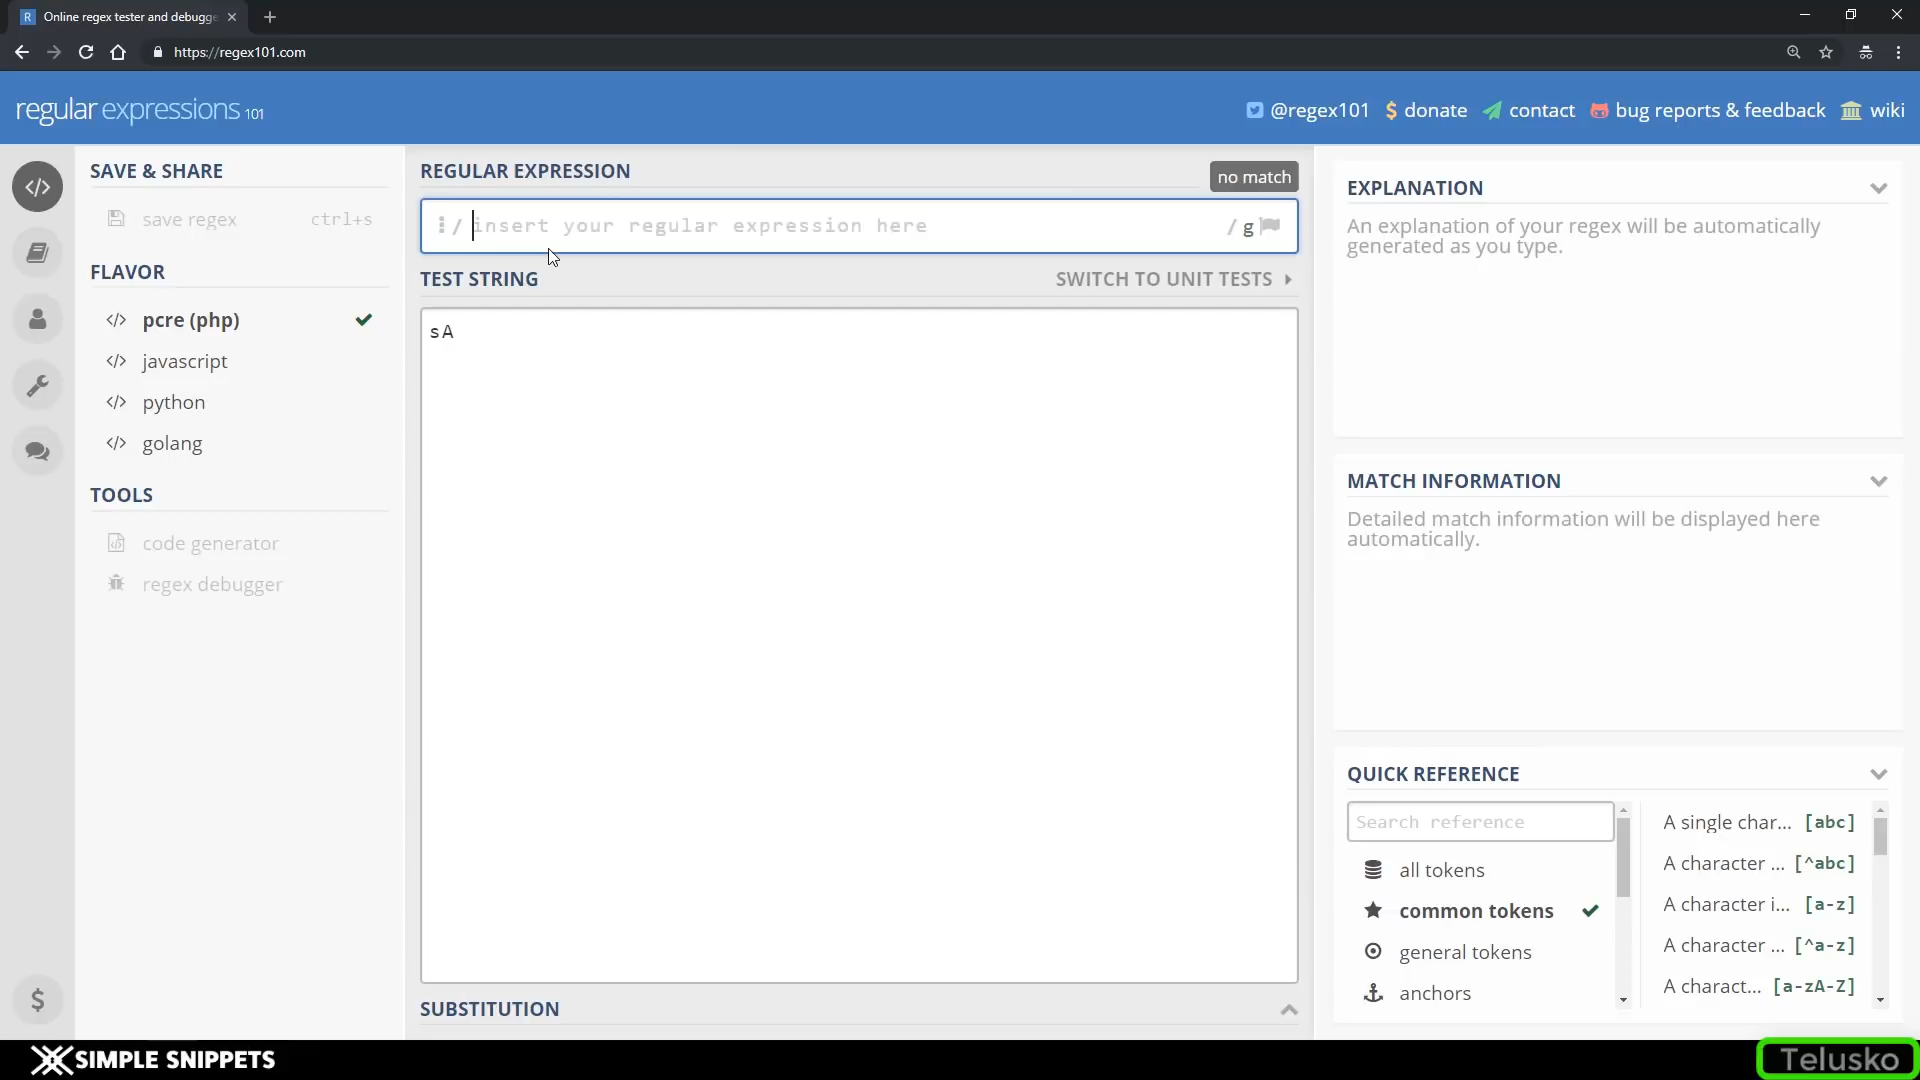 Online regex tester and debugge
https://regex101.com
regular expressions 101
@regex101
$ donate
contact
bug reports & feedback
wiki
SAVE & SHARE
save regex ctrl+s
FLAVOR
</> pcre (php)
</> javascript
</> python
</> golang
TOOLS
code generator
regex debugger
REGULAR EXPRESSION
no match
/ insert your regular expression here / g
TEST STRING
SWITCH TO UNIT TESTS
sA
SUBSTITUTION
EXPLANATION
An explanation of your regex will be automatically
generated as you type.
MATCH INFORMATION
Detailed match information will be displayed here
automatically.
QUICK REFERENCE
Search reference
all tokens
common tokens
general tokens
anchors
A single char... [abc]
A character ... [^abc]
A character i... [a-z]
A character ... [^a-z]
A charact... [a-zA-Z]
SIMPLE SNIPPETS
Telusko